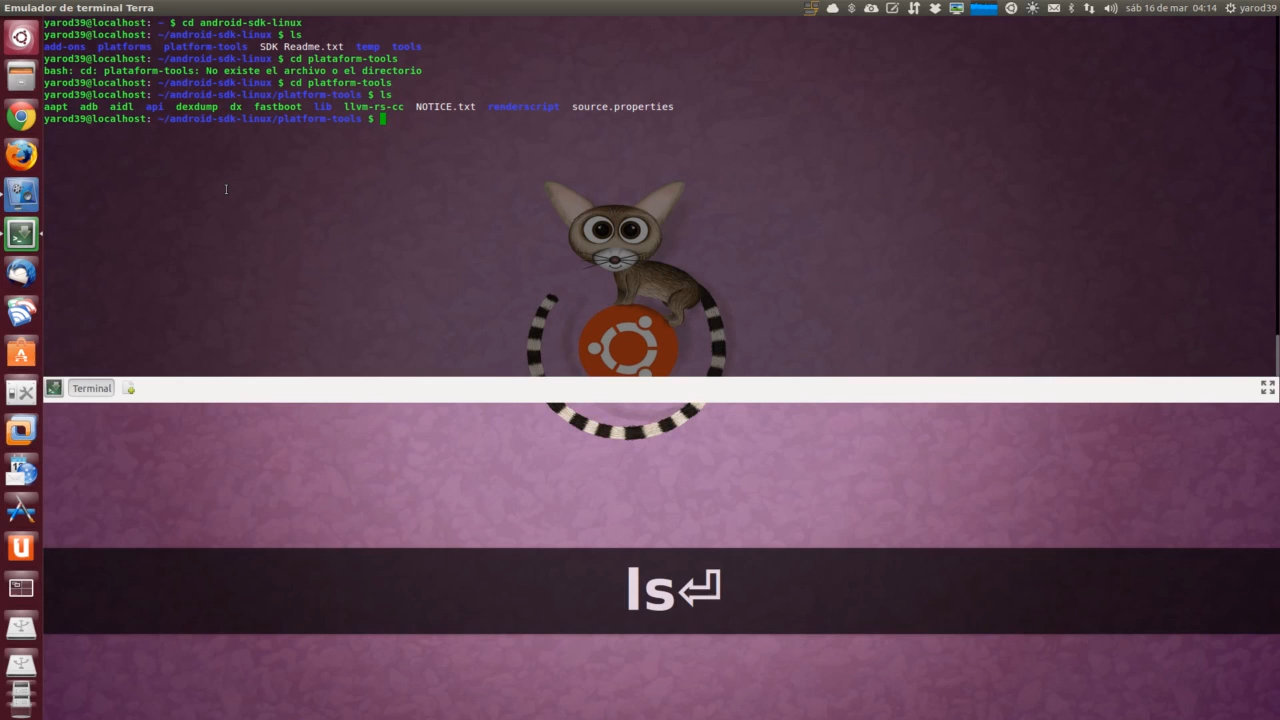 Emulador de terminal Terra
sáb 16 de mar 04:14 yarod39
yarod39@localhost: ~ $ cd android-sdk-linux
yarod39@localhost: ~/android-sdk-linux $ ls
add-ons platforms platform-tools SDK Readme.txt temp tools
yarod39@localhost: ~/android-sdk-linux $ cd plataform-tools
bash: cd: plataform-tools: No existe el archivo o el directorio
yarod39@localhost: ~/android-sdk-linux $ cd platform-tools
yarod39@localhost: ~/android-sdk-linux/platform-tools $ ls
aapt adb aidl api dexdump dx fastboot lib llvm-rs-cc NOTICE.txt renderscript source.properties
yarod39@localhost: ~/android-sdk-linux/platform-tools $
Terminal
ls⏎